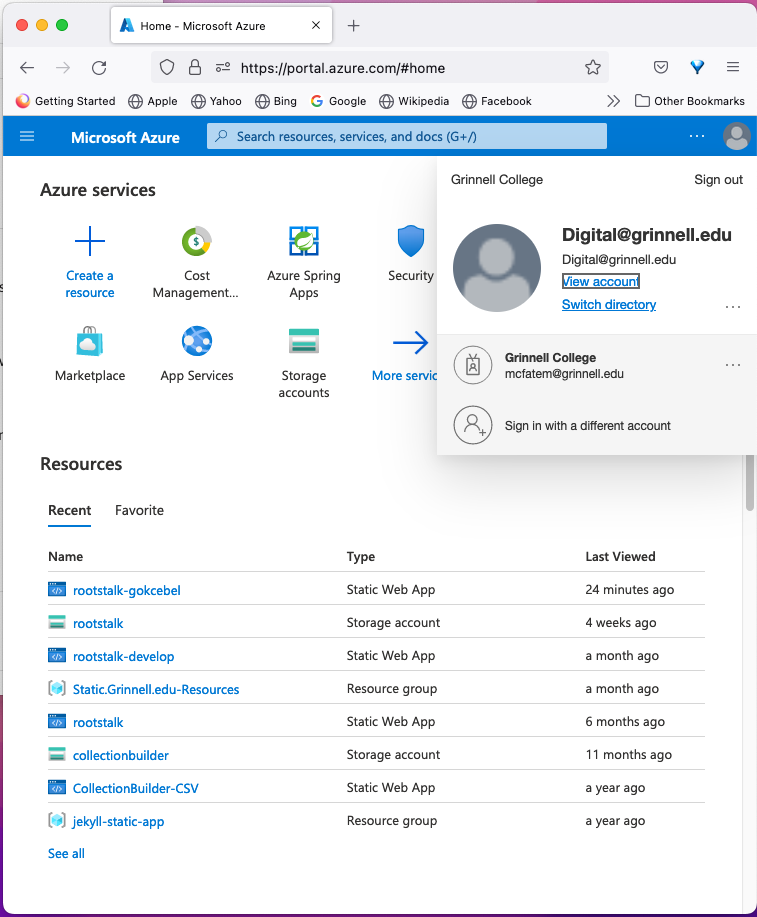 Home - Microsoft Azure
https://portal.azure.com/#home
Getting Started Apple Yahoo Bing Google Wikipedia Facebook Other Bookmarks
Microsoft Azure Search resources, services, and docs (G+/)
Grinnell College Sign out
Digital@grinnell.edu
Digital@grinnell.edu
View account
Switch directory
Grinnell College
mcfatem@grinnell.edu
Sign in with a different account
Azure services
Create a
resource
Cost
Management...
Azure Spring
Apps
Security
Marketplace
App Services
Storage
accounts
More servic
Resources
Recent Favorite
Name Type Last Viewed
rootstalk-gokcebel Static Web App 24 minutes ago
rootstalk Storage account 4 weeks ago
rootstalk-develop Static Web App a month ago
Static.Grinnell.edu-Resources Resource group a month ago
rootstalk Static Web App 6 months ago
collectionbuilder Storage account 11 months ago
CollectionBuilder-CSV Static Web App a year ago
jekyll-static-app Resource group a year ago
See all